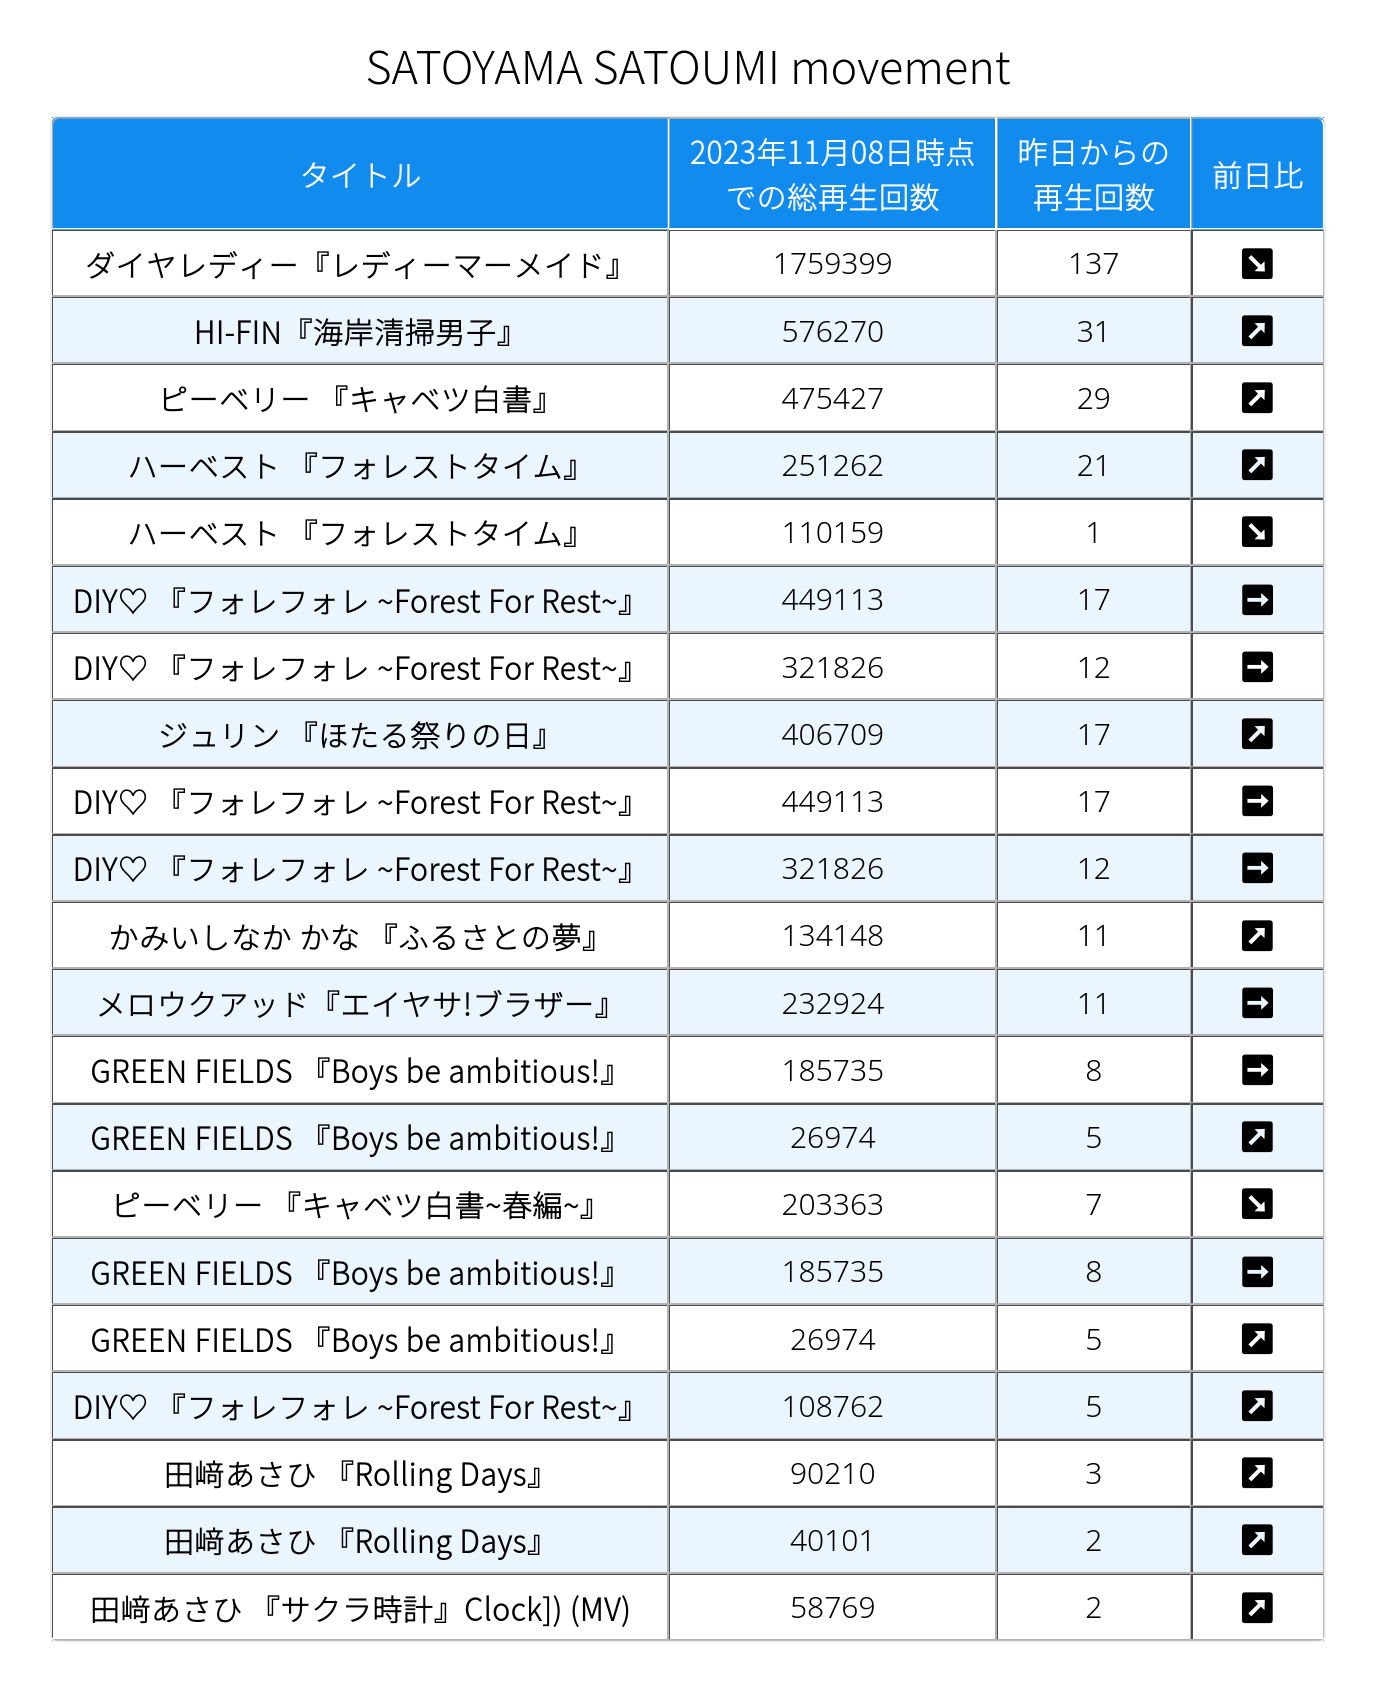 SATOYAMA SATOUMI movement
タイトル
2023年11月08日時点
での総再生回数
昨日からの
再生回数
前日比
ダイヤレディー『レディーマーメイド』 1759399 137 ↘
HI-FIN『海岸清掃男子』 576270 31 ↗
ピーベリー 『キャベツ白書』 475427 29 ↗
ハーベスト 『フォレストタイム』 251262 21 ↗
ハーベスト 『フォレストタイム』 110159 1 ↘
DIY♡ 『フォレフォレ ~Forest For Rest~』 449113 17 →
DIY♡ 『フォレフォレ ~Forest For Rest~』 321826 12 →
ジュリン 『ほたる祭りの日』 406709 17 ↗
DIY♡ 『フォレフォレ ~Forest For Rest~』 449113 17 →
DIY♡ 『フォレフォレ ~Forest For Rest~』 321826 12 →
かみいしなか かな 『ふるさとの夢』 134148 11 ↗
メロウクアッド『エイヤサ!ブラザー』 232924 11 →
GREEN FIELDS 『Boys be ambitious!』 185735 8 →
GREEN FIELDS 『Boys be ambitious!』 26974 5 ↗
ピーベリー 『キャベツ白書~春編~』 203363 7 ↘
GREEN FIELDS 『Boys be ambitious!』 185735 8 →
GREEN FIELDS 『Boys be ambitious!』 26974 5 ↗
DIY♡ 『フォレフォレ ~Forest For Rest~』 108762 5 ↗
田﨑あさひ 『Rolling Days』 90210 3 ↗
田﨑あさひ 『Rolling Days』 40101 2 ↗
田﨑あさひ 『サクラ時計』Clock]) (MV) 58769 2 ↗